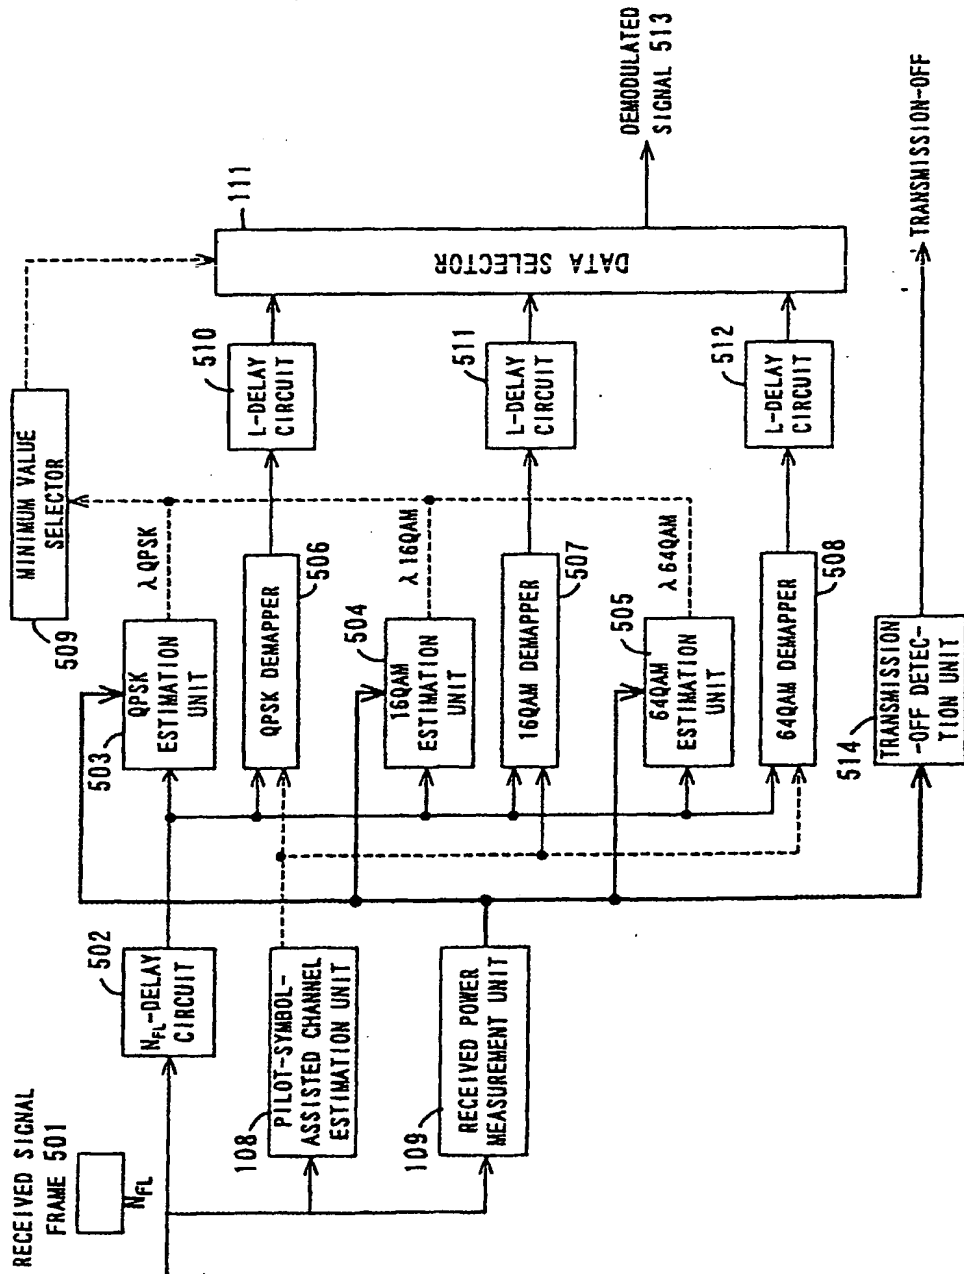 RECEIVED SIGNAL
FRAME 501
NFL
502
NFL-DELAY
CIRCUIT
108
PILOT-SYMBOL-
ASSISTED CHANNEL
ESTIMATION UNIT
109
RECEIVED POWER
MEASUREMENT UNIT
503
QPSK
ESTIMATION
UNIT
λ QPSK
509
MINIMUM VALUE
SELECTOR
QPSK DEMAPPER
506
510
L-DELAY
CIRCUIT
504
16QAM
ESTIMATION
UNIT
λ 16QAM
16QAM DEMAPPER
507
511
L-DELAY
CIRCUIT
505
64QAM
ESTIMATION
UNIT
λ 64QAM
64QAM DEMAPPER
508
512
L-DELAY
CIRCUIT
111
DATA SELECTOR
DEMODULATED
SIGNAL 513
514
TRANSMISSION
-OFF DETEC-
TION UNIT
TRANSMISSION-OFF